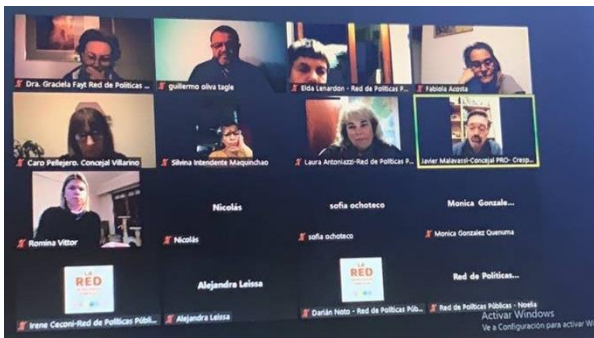 Dra. Graciela Fayt Red de Políticas ...
guillermo oliva tagle
Elda Lenardon - Red de Políticas P...
Fabiola Acosta
Caro Pellejero. Concejal Villarino
Silvina Intendente Maquinchao
Laura Antoniazzi-Red de Políticas P...
Javier Malavassi-Concejal PRO- Cresp...
Romina Vittor
Nicolás
Nicolás
sofia ochoteco
sofia ochoteco
Monica Gonzale...
Monica Gonzalez Quenuma
LA
RED
Irene Ceconi-Red de Políticas Públi...
Alejandra Leissa
Alejandra Leissa
LA
RED
Darián Noto - Red de Políticas Púb...
Red de Políticas...
Red de Políticas Públicas - Noelia
Activar Windows
Ve a Configuración para activar Wi